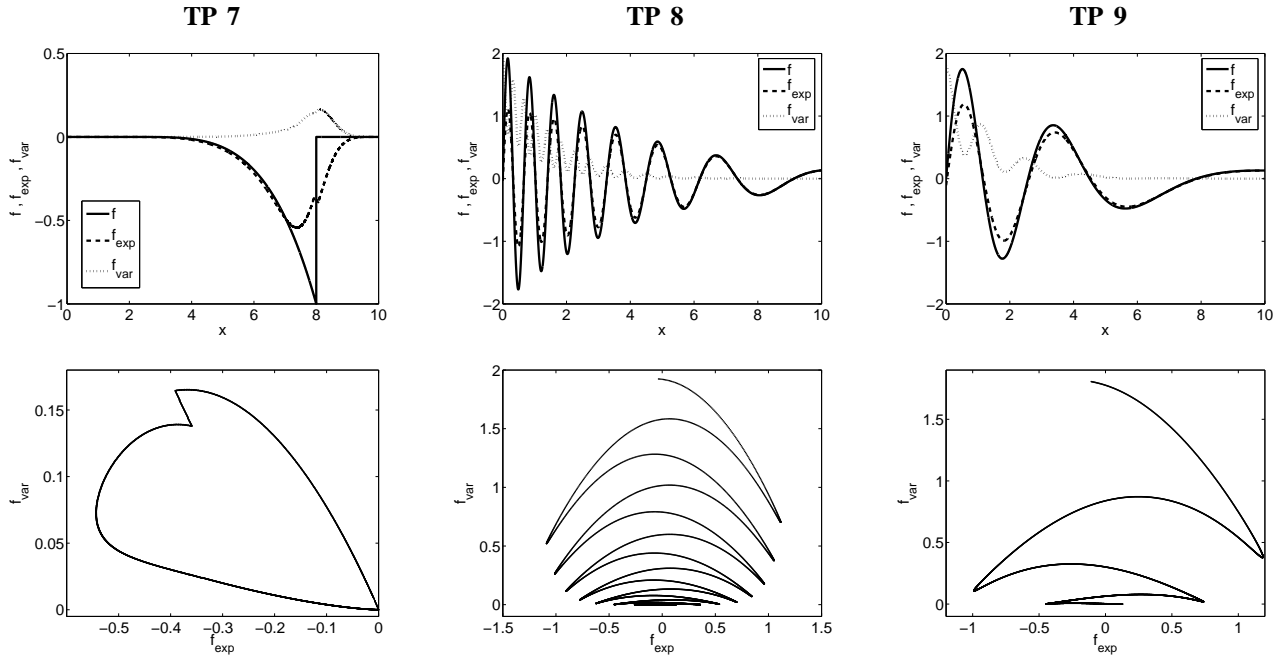 TP 7
TP 8
TP 9
0.5
0
−0.5
−1
0 2 4 6 8 10
x
f , f_exp , f_var
f
f_exp
f_var
2
1
0
−1
−2
0 2 4 6 8 10
x
f , f_exp , f_var
f
f_exp
f_var
2
1
0
−1
−2
0 2 4 6 8 10
x
f , f_exp , f_var
f
f_exp
f_var
0.15
0.1
0.05
0
−0.5 −0.4 −0.3 −0.2 −0.1 0
f_exp
f_var
2
1.5
1
0.5
0
−1.5 −1 −0.5 0 0.5 1 1.5
f_exp
f_var
1.5
1
0.5
0
−1 −0.5 0 0.5 1
f_exp
f_var